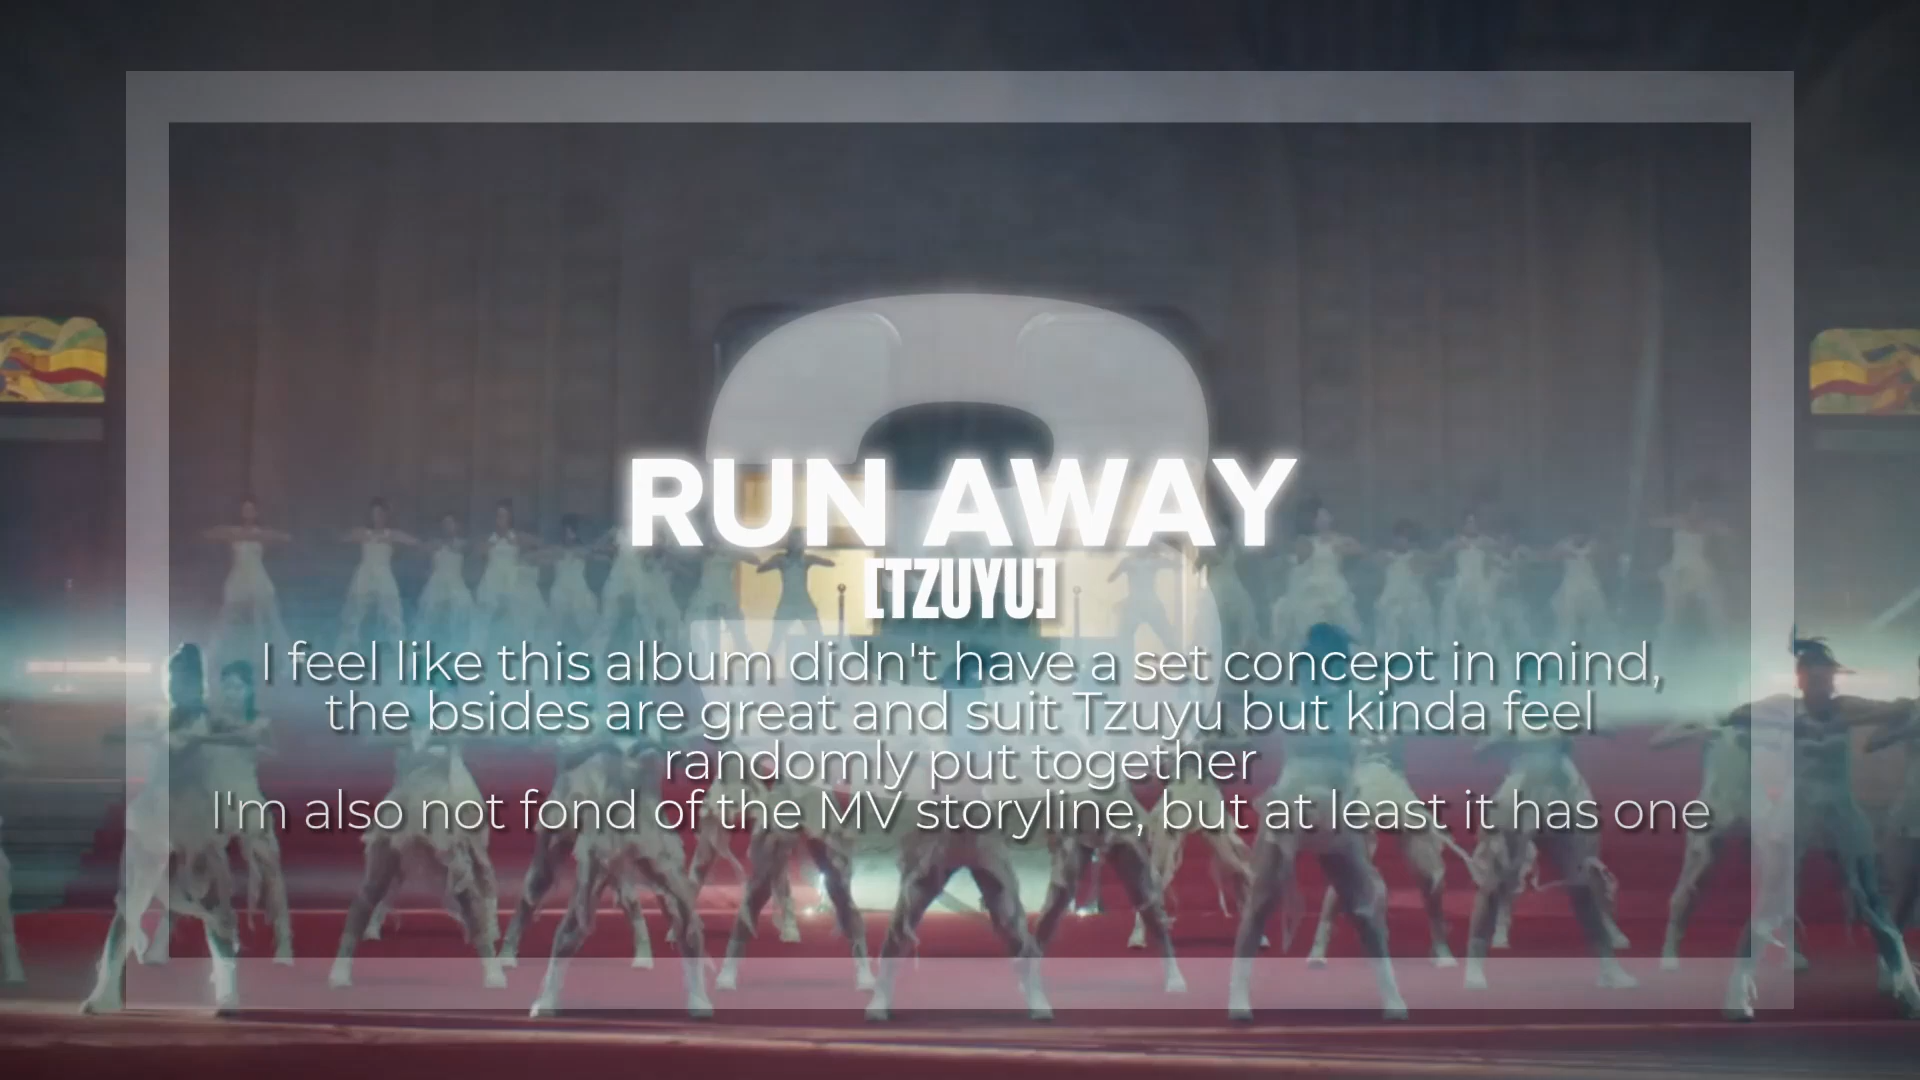 3
RUN AWAY
[TZUYU]
I feel like this album didn't have a set concept in mind,
the bsides are great and suit Tzuyu but kinda feel
randomly put together
I'm also not fond of the MV storyline, but at least it has one